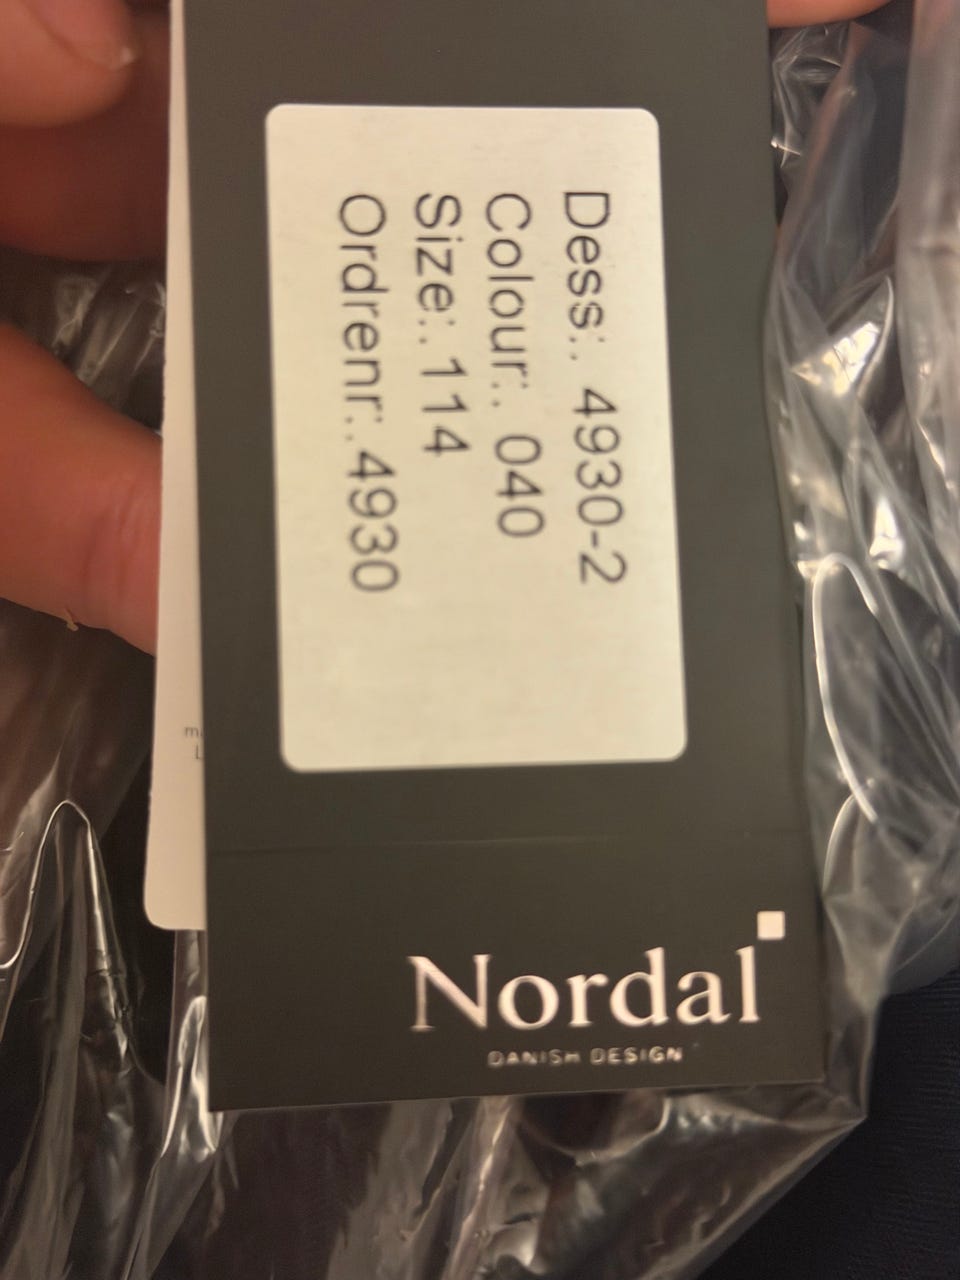 Dess:. 4930-2
Colour:. 040
Size:. 114
Ordrenr:. 4930
Nordal
DANISH DESIGN